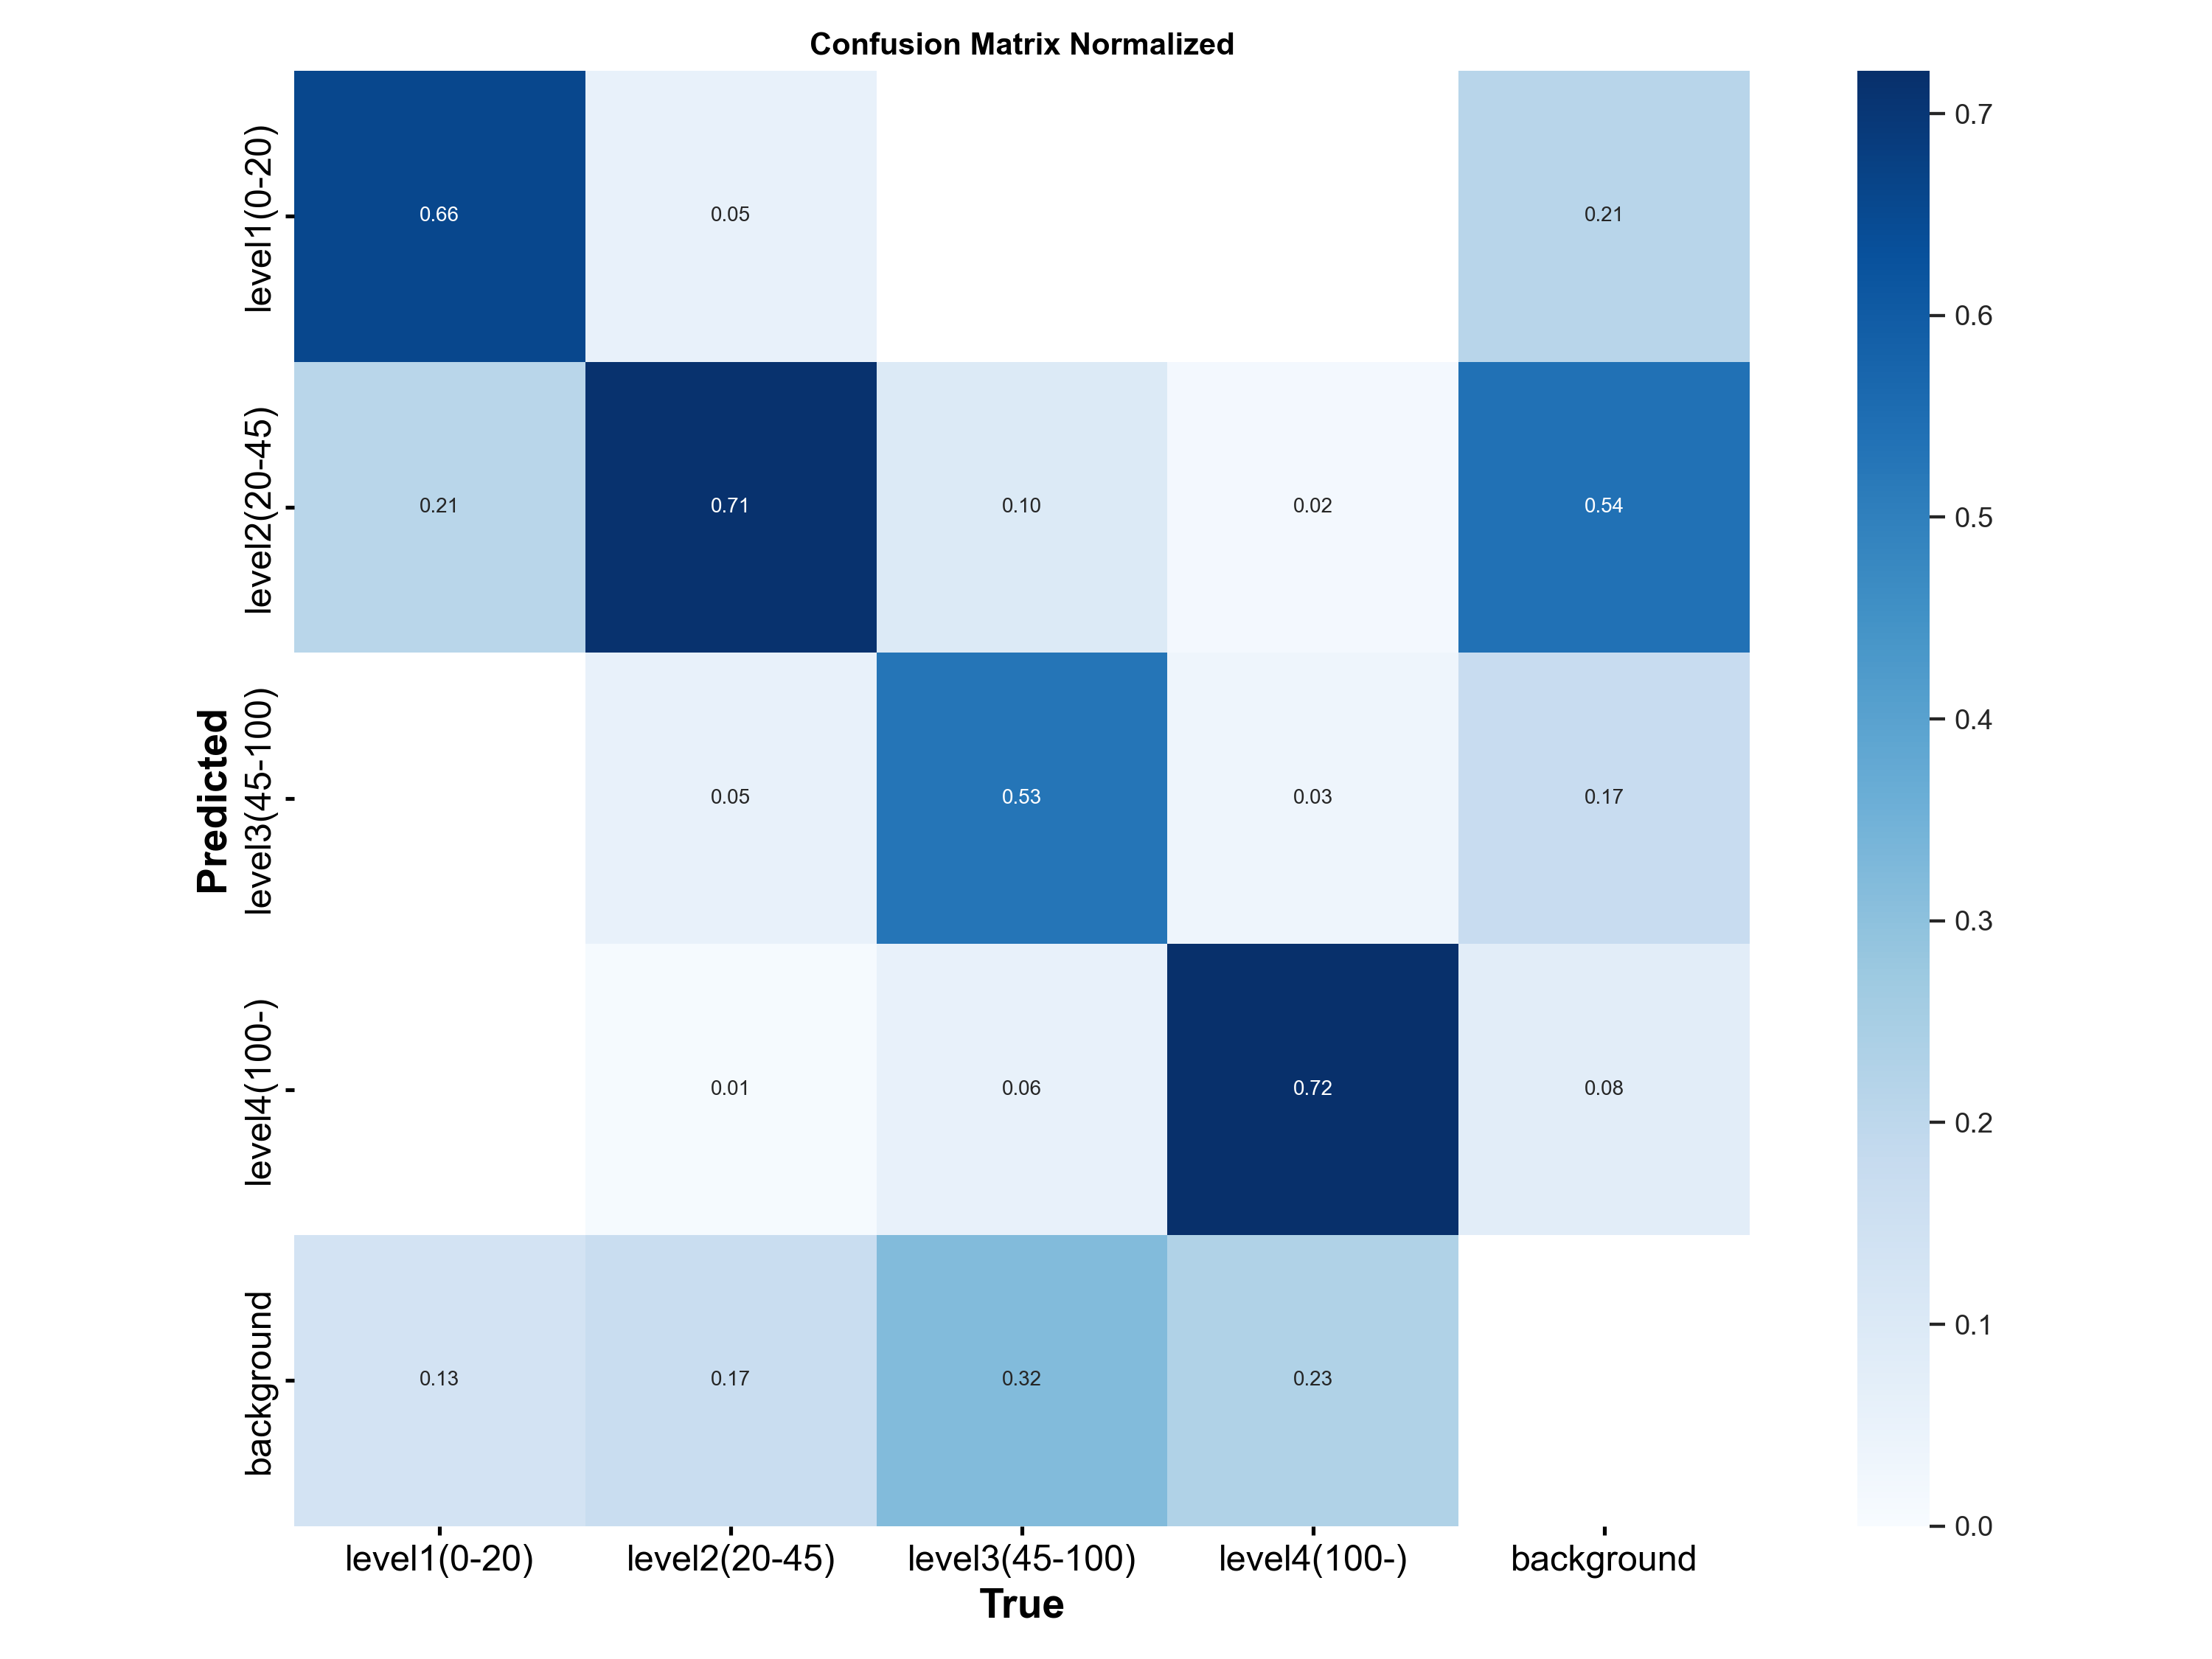 Confusion Matrix Normalized
Predicted
level1(0-20)
0.66
0.05
0.21
level2(20-45)
0.21
0.71
0.10
0.02
0.54
level3(45-100)
0.05
0.53
0.03
0.17
level4(100-)
0.01
0.06
0.72
0.08
background
0.13
0.17
0.32
0.23
level1(0-20)
level2(20-45)
level3(45-100)
level4(100-)
background
True
0.7
0.6
0.5
0.4
0.3
0.2
0.1
0.0